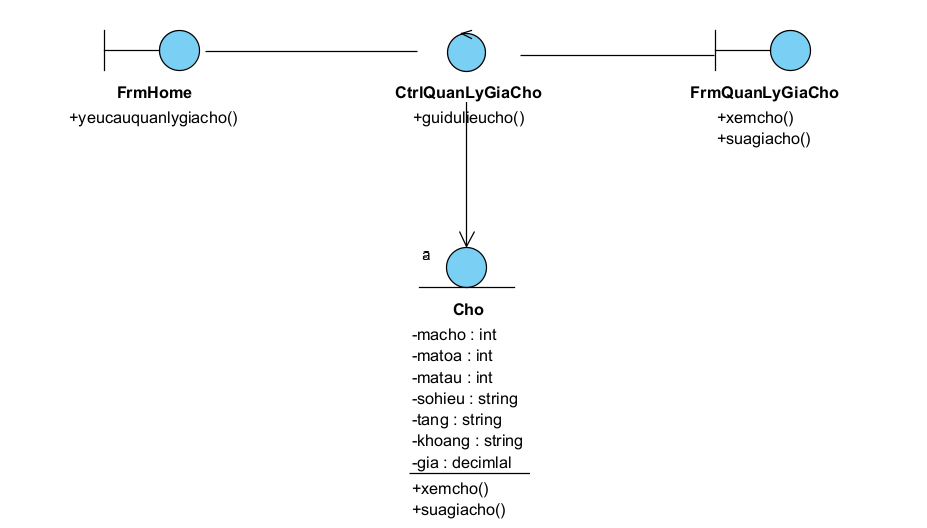 FrmHome
+yeucauquanlygiacho()
CtrlQuanLyGiaCho
+guidulieucho()
FrmQuanLyGiaCho
+xemcho()
+suagiacho()
a
Cho
-macho : int
-matoa : int
-matau : int
-sohieu : string
-tang : string
-khoang : string
-gia : decimlal
+xemcho()
+suagiacho()